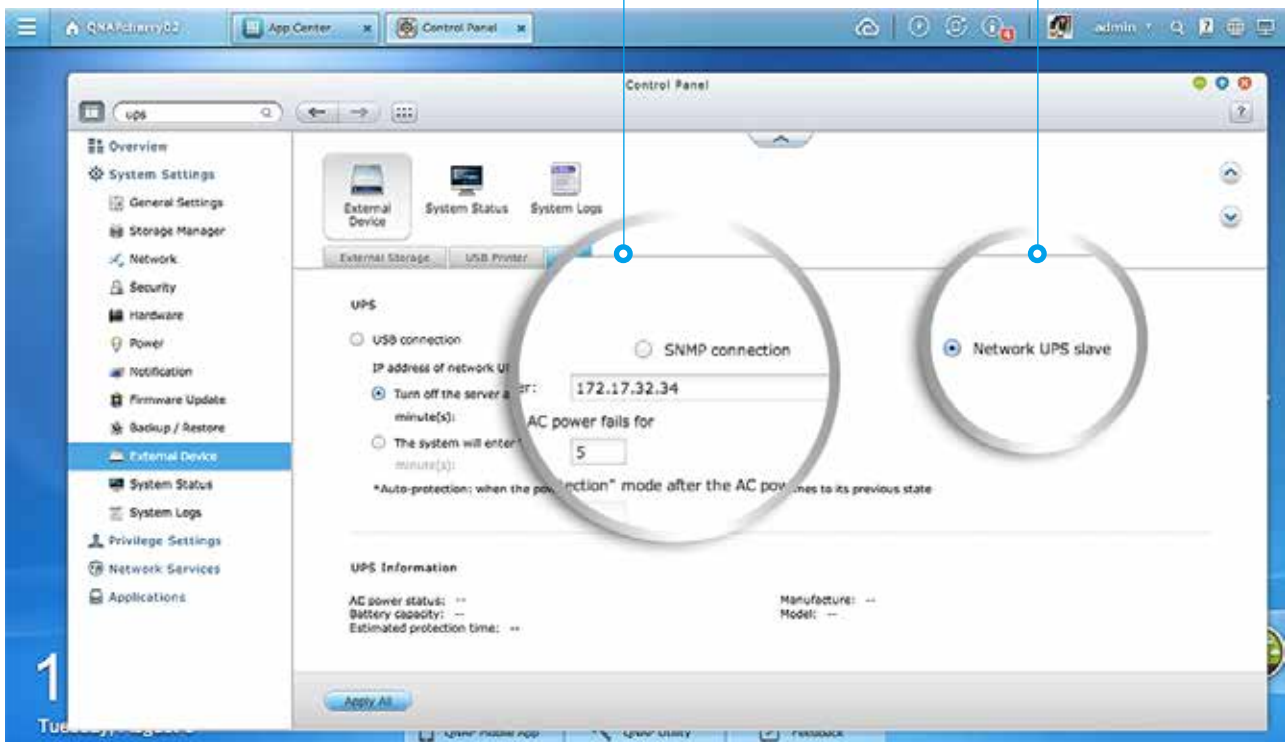 QNAPcherry02
App Center
Control Panel
4
admin
Control Panel
ups
Overview
System Settings
General Settings
Storage Manager
Network
Security
Hardware
Power
Notification
Firmware Update
Backup / Restore
External Device
System Status
System Logs
Privilege Settings
Network Services
Applications
External Device
System Status
System Logs
External Storage
USB Printer
UPS
USB connection
SNMP connection
Network UPS slave
IP address of network
er: 172.17.32.34
Turn off the server
AC power fails for
minute(s):
5
The system will enter
ection" mode after the AC
minute(s):
*Auto-protection: when the
to its previous state
UPS Information
AC power status: --
Manufacture: --
Battery capacity: --
Model: --
Estimated protection time: --
Apply All
1
QNAP Mobile App
QNAP Utility
Feedback